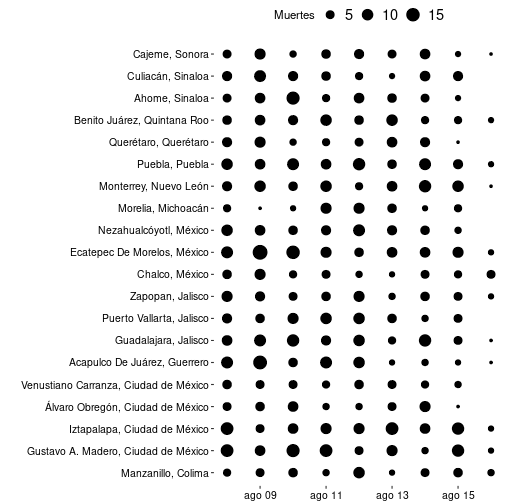 Muertes 5 10 15
Cajeme, Sonora
Culiacán, Sinaloa
Ahome, Sinaloa
Benito Juárez, Quintana Roo
Querétaro, Querétaro
Puebla, Puebla
Monterrey, Nuevo León
Morelia, Michoacán
Nezahualcóyotl, México
Ecatepec De Morelos, México
Chalco, México
Zapopan, Jalisco
Puerto Vallarta, Jalisco
Guadalajara, Jalisco
Acapulco De Juárez, Guerrero
Venustiano Carranza, Ciudad de México
Álvaro Obregón, Ciudad de México
Iztapalapa, Ciudad de México
Gustavo A. Madero, Ciudad de México
Manzanillo, Colima
ago 09 ago 11 ago 13 ago 15